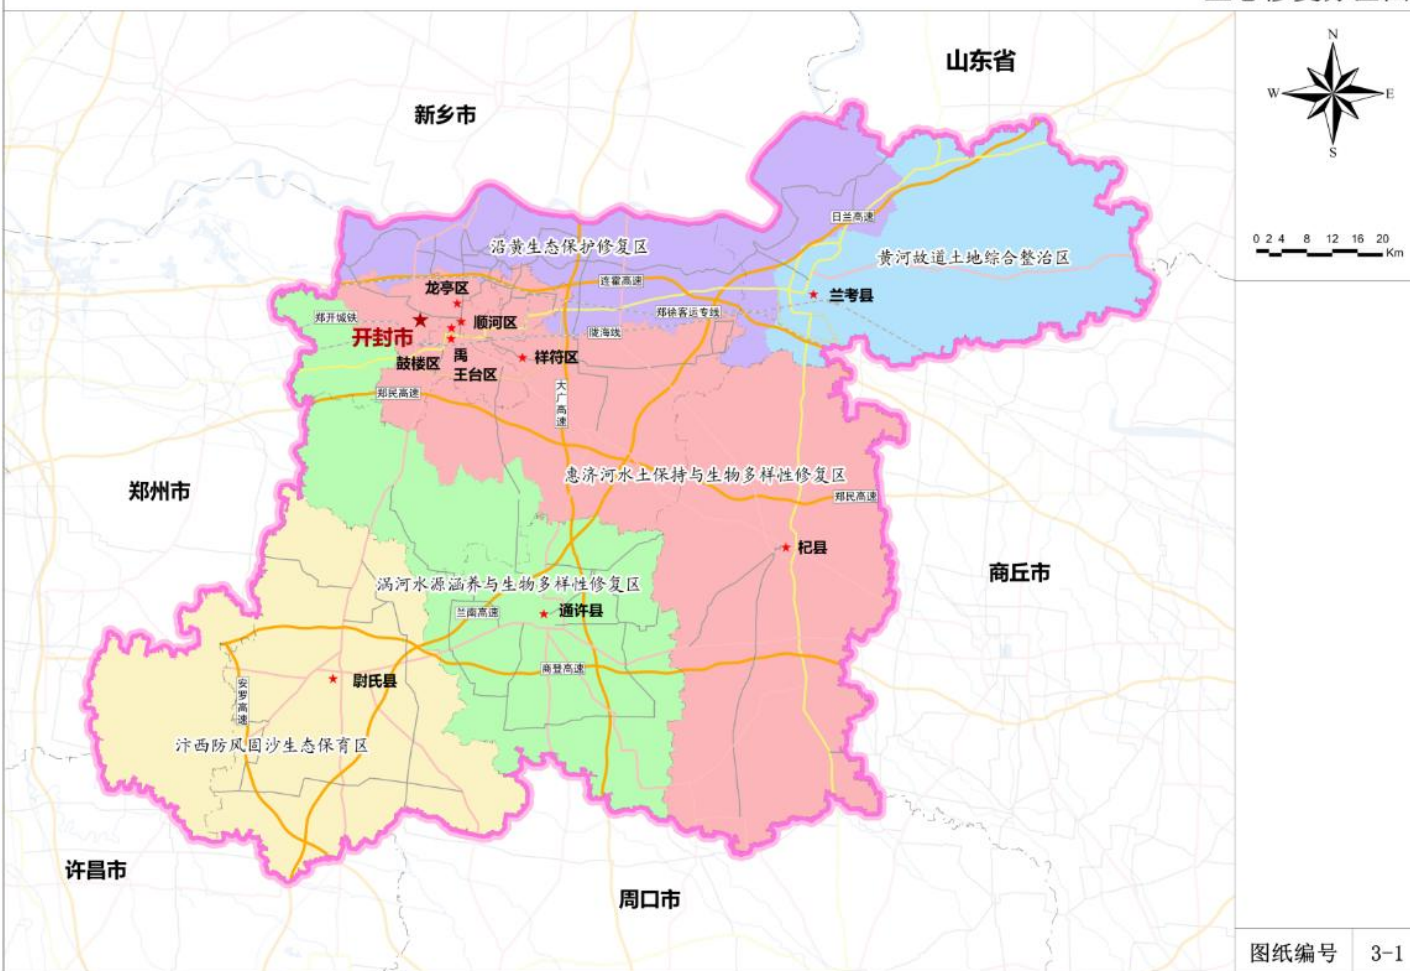 山东省
新乡市
N
W
E
S
日兰高速
沿黄生态保护修复区
黄河故道土地综合整治区
0 2 4 8 12 16 20
Km
连霍高速
龙亭区
兰考县
郑开城铁
郑徐客运专线
顺河区
陇海线
开封市
鼓楼区
禹
王台区
祥符区
郑民高速
大广高速
惠济河水土保持与生物多样性修复区
郑州市
郑民高速
杞县
商丘市
涡河水源涵养与生物多样性修复区
兰南高速
通许县
商登高速
尉氏县
安罗高速
汴西防风固沙生态保育区
许昌市
周口市
图纸编号 3-1